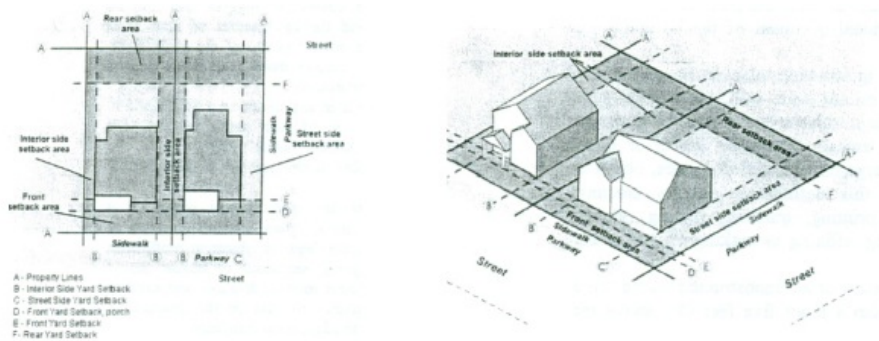 A
A
A
Rear setback
area
A
Street
F
Sidewalk
Parkway
Interior side
setback area
Interior side
setback area
Street side
setback area
Front
setback area
E
D
A
Sidewalk
B
B
B
Parkway
C
Street
A - Property Lines
B - Interior Side Yard Setback
C - Street Side Yard Setback
D - Front Yard Setback, porch
E - Front Yard Setback
F - Rear Yard Setback
A
Interior side setback area
A
A
Rear setback area
A
Street side setback area
Sidewalk
Parkway
B
B
Front setback area
Sidewalk
Parkway
C
D
E
Street
Street